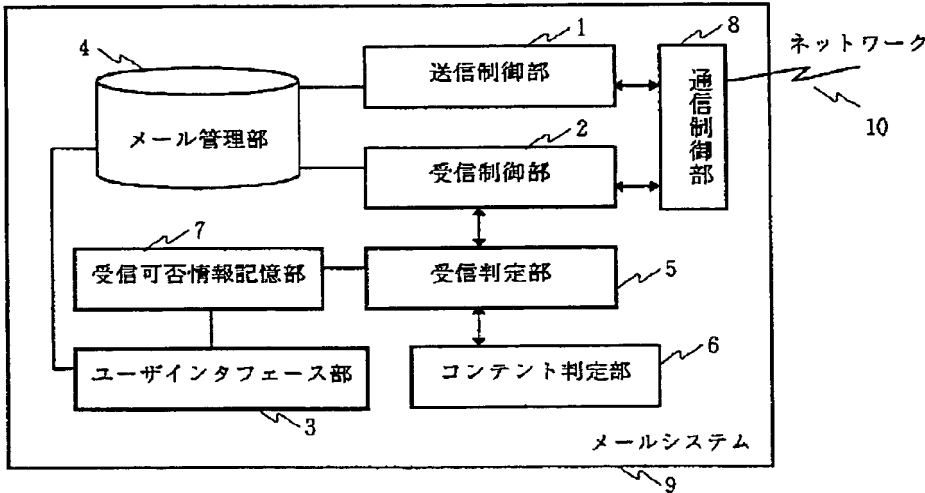 1
8
ネットワーク
4
送信制御部
通信制御部
10
メール管理部
2
受信制御部
7
受信可否情報記憶部
受信判定部
5
ユーザインタフェース部
コンテント判定部
6
3
メールシステム
9